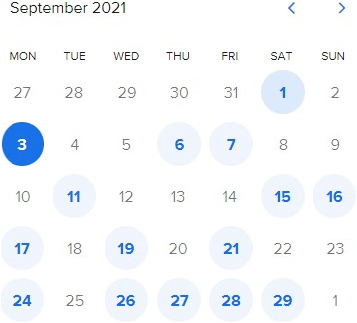 September 2021
MON TUE WED THU FRI SAT SUN
27 28 29 30 31 1 2
3 4 5 6 7 8 9
10 11 12 13 14 15 16
17 18 19 20 21 22 23
24 25 26 27 28 29 1